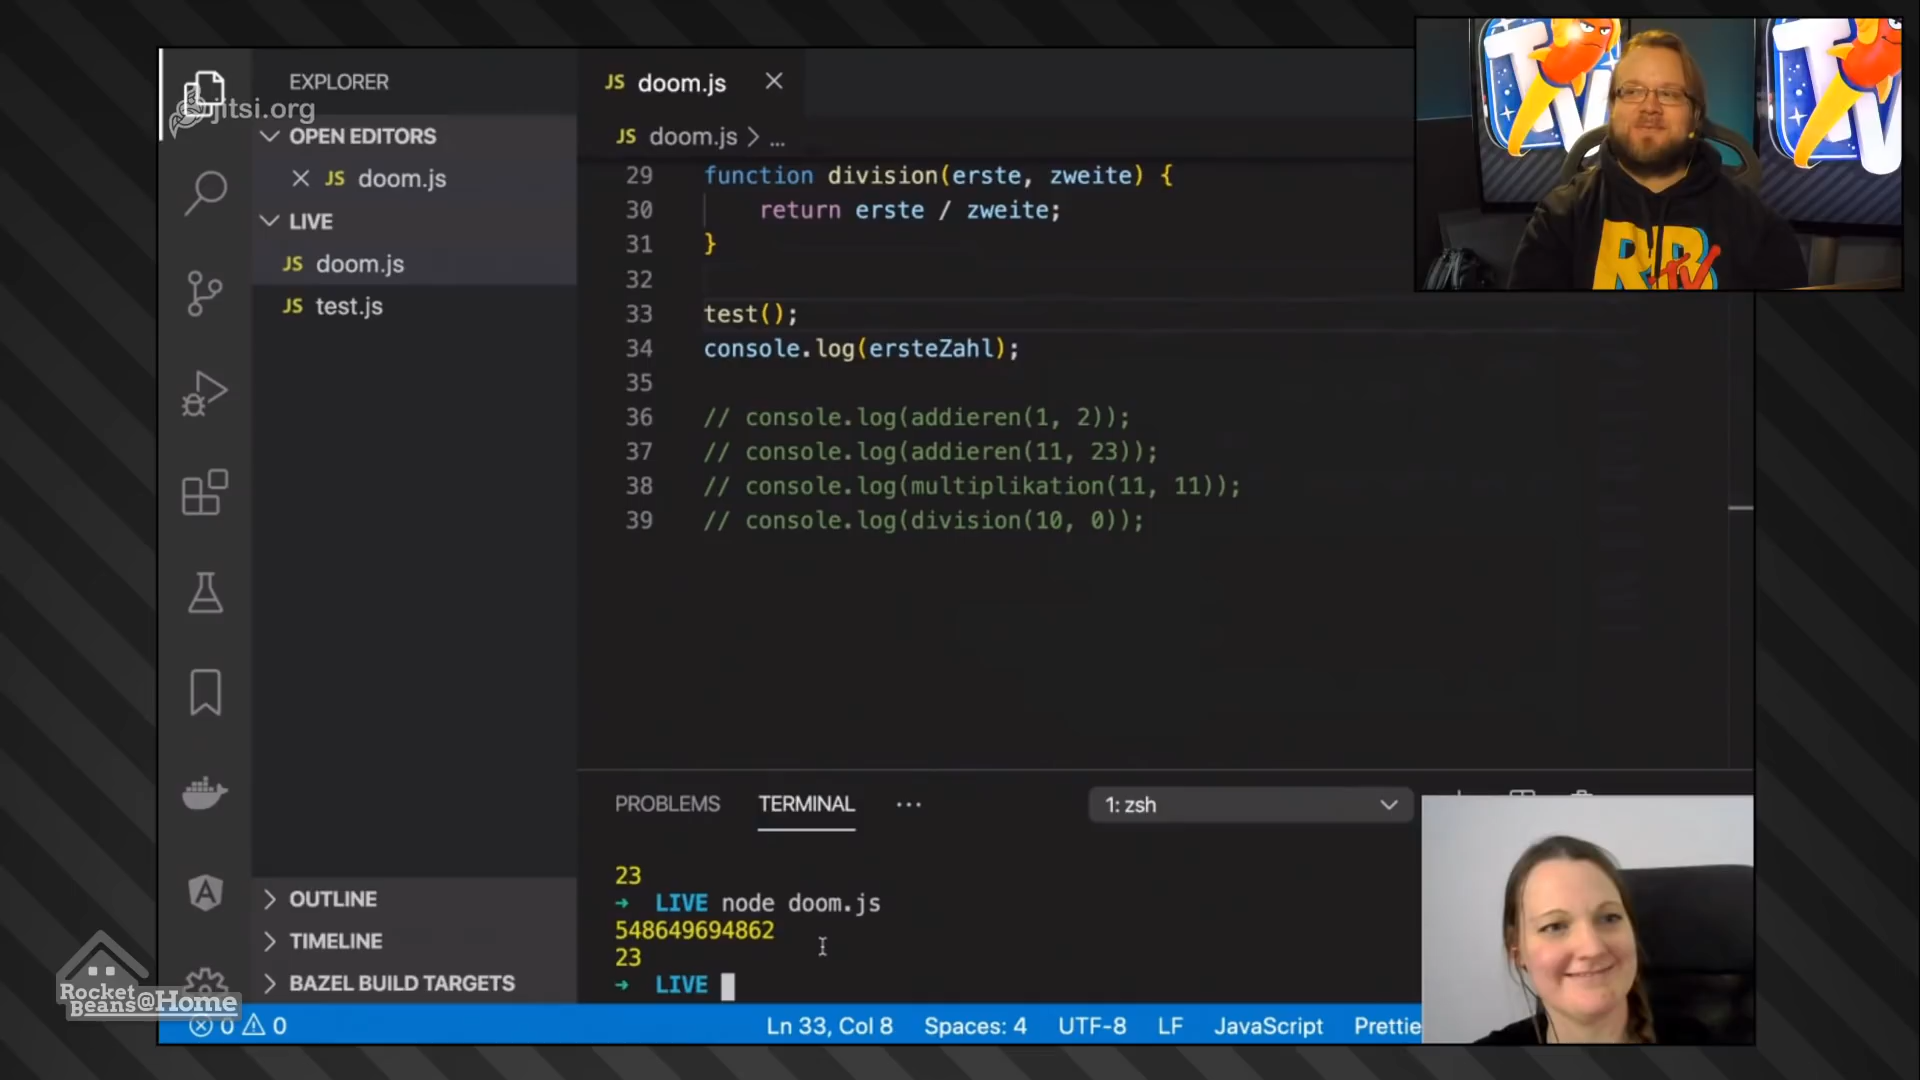 EXPLORER
jitsi.org
OPEN EDITORS
JS doom.js
LIVE
JS doom.js
JS test.js
OUTLINE
TIMELINE
BAZEL BUILD TARGETS
JS doom.js
JS doom.js > ...
29 function division(erste, zweite) {
30 return erste / zweite;
31 }
32
33 test();
34 console.log(ersteZahl);
35
36 // console.log(addieren(1, 2));
37 // console.log(addieren(11, 23));
38 // console.log(multiplikation(11, 11));
39 // console.log(division(10, 0));
PROBLEMS TERMINAL ... 1: zsh
23
→ LIVE node doom.js
548649694862
23
→ LIVE
0 0 Ln 33, Col 8 Spaces: 4 UTF-8 LF JavaScript Prettie
Rocket
Beans@Home
TV
TV
RB
TV